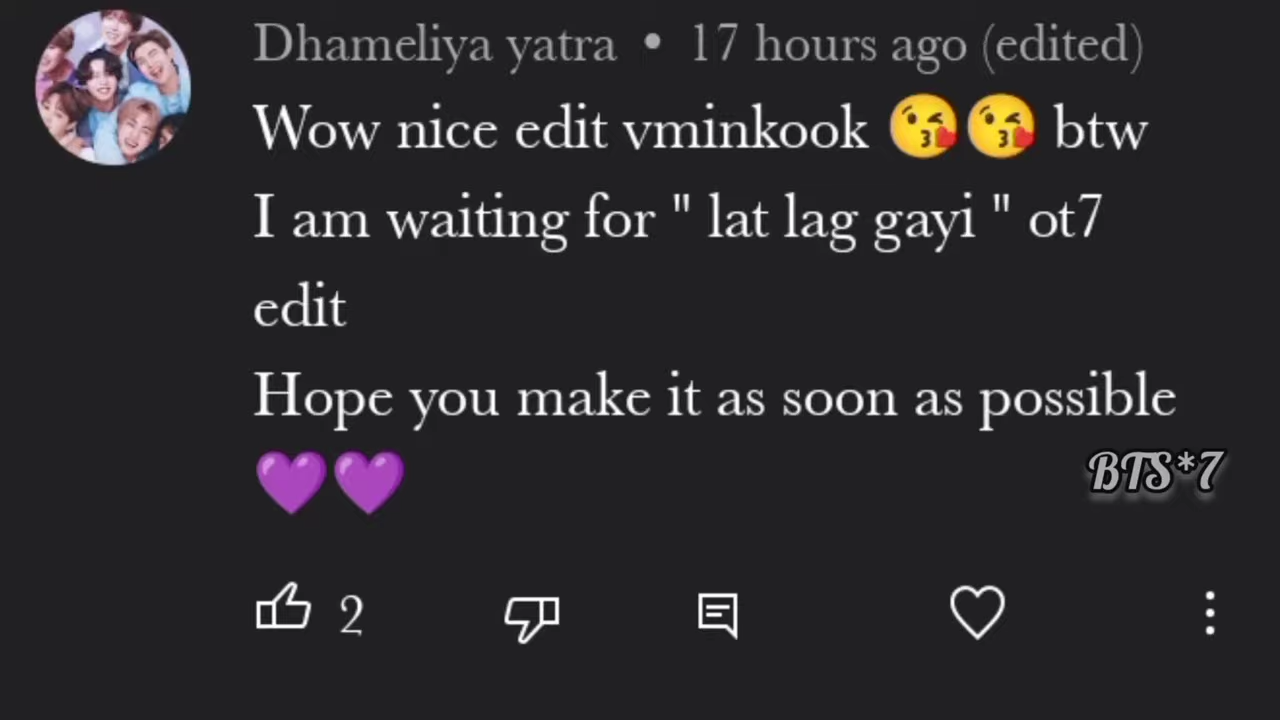 Dhameliya yatra • 17 hours ago (edited)
Wow nice edit vminkook 😘😘 btw
I am waiting for " lat lag gayi " ot7
edit
Hope you make it as soon as possible
💜💜
BTS*7
2